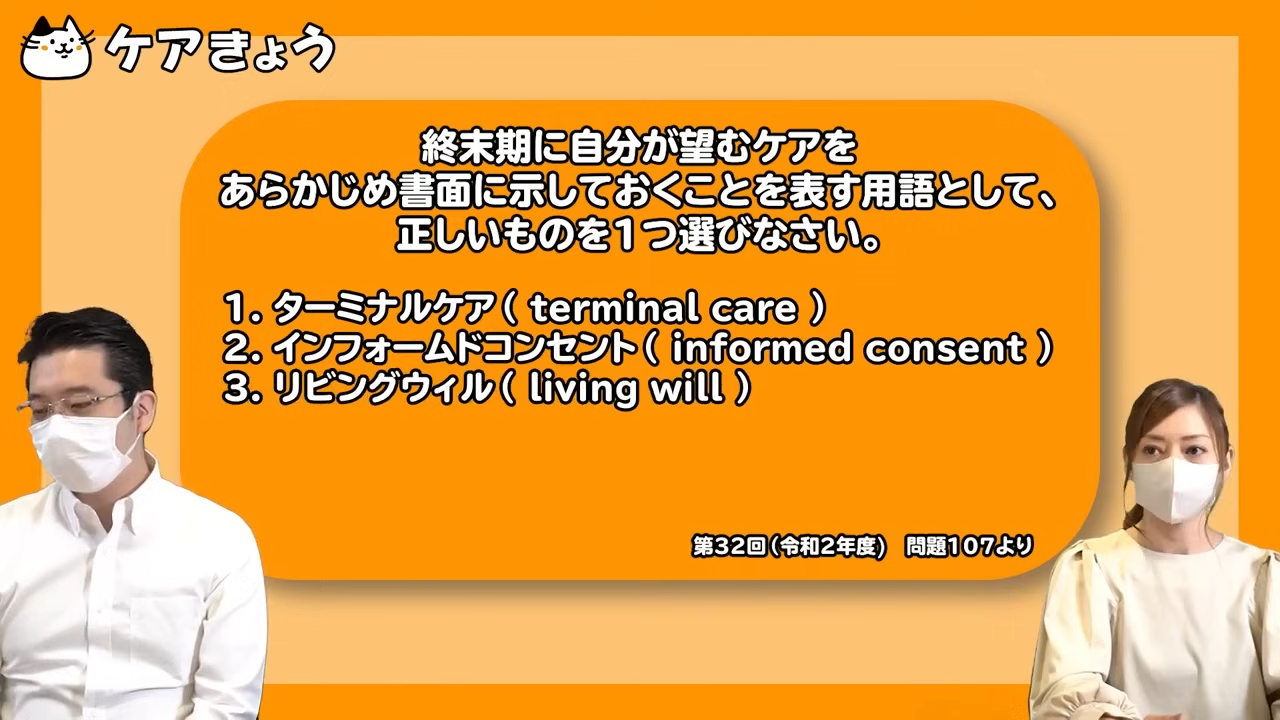 ケアきょう
終末期に自分が望むケアを
あらかじめ書面に示しておくことを表す用語として、
正しいものを1つ選びなさい。
1. ターミナルケア( terminal care )
2. インフォームドコンセント( informed consent )
3. リビングウィル( living will )
第32回(令和2年度) 問題107より